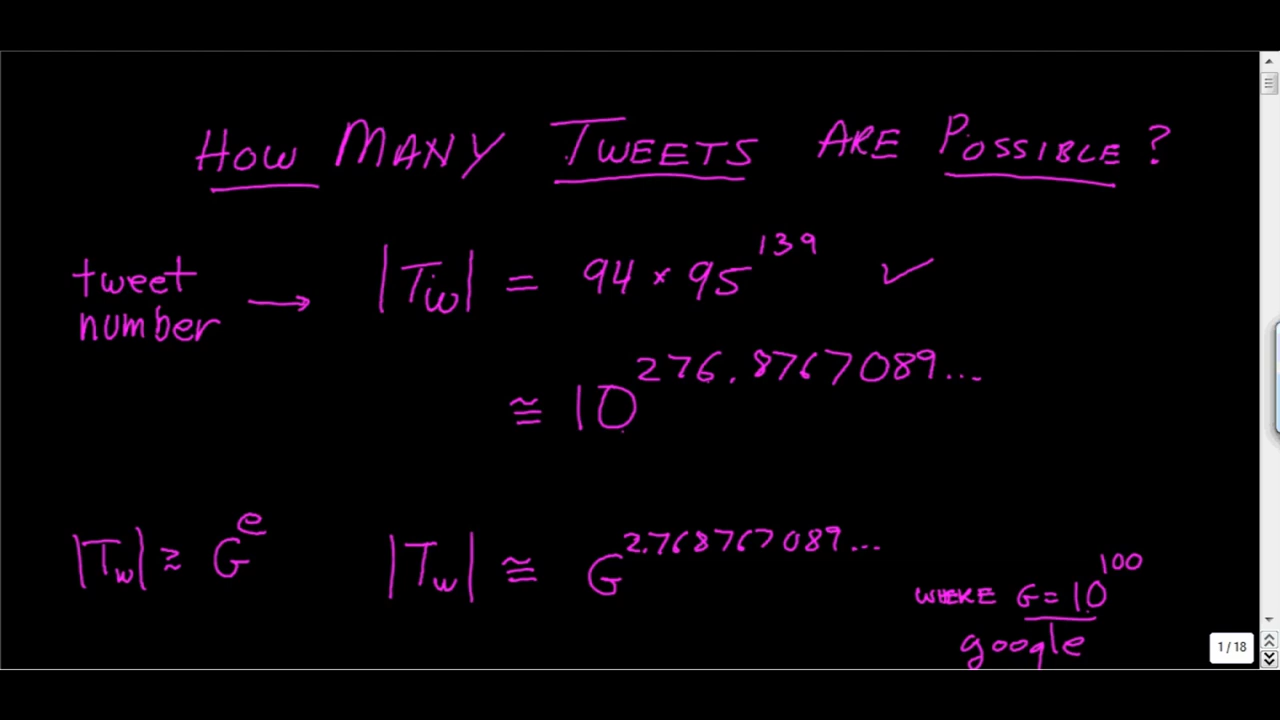 HOW MANY TWEETS ARE POSSIBLE?
tweet number → |Tw| = 94 × 95^139 ✓
≅ 10^276.8767089...
|Tw| ≳ G^e |Tw| ≅ G^2.768767089...
WHERE G = 10^100
google
1 / 18